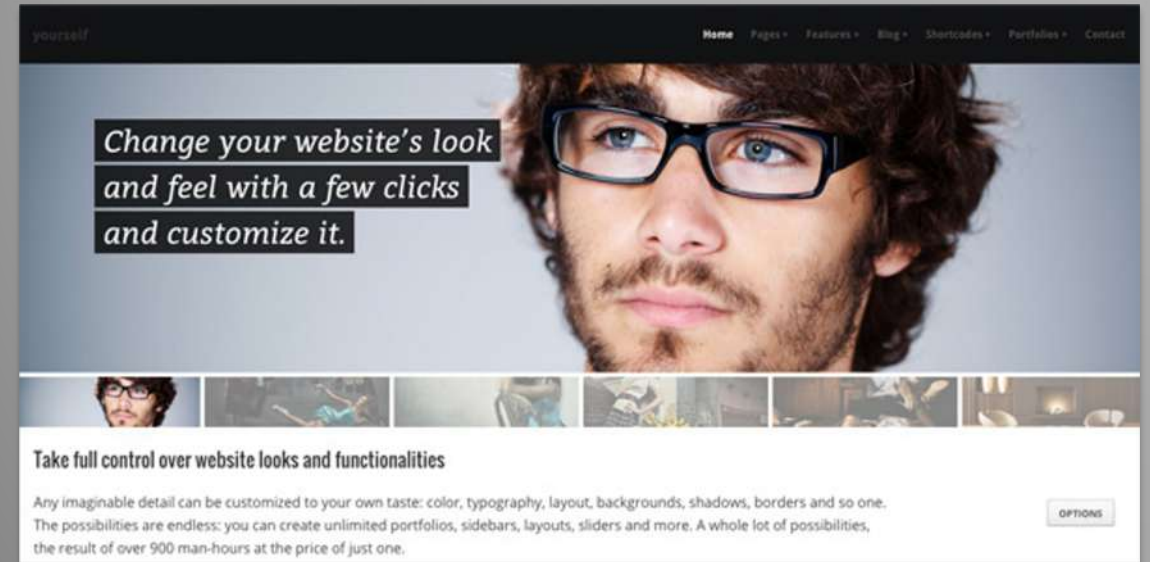 yourself
Home Pages Features Blog Shortcodes Portfolios Contact
Change your website's look
and feel with a few clicks
and customize it.
Take full control over website looks and functionalities
Any imaginable detail can be customized to your own taste: color, typography, layout, backgrounds, shadows, borders and so one.
The possibilities are endless: you can create unlimited portfolios, sidebars, layouts, sliders and more. A whole lot of possibilities,
the result of over 900 man-hours at the price of just one.
OPTIONS